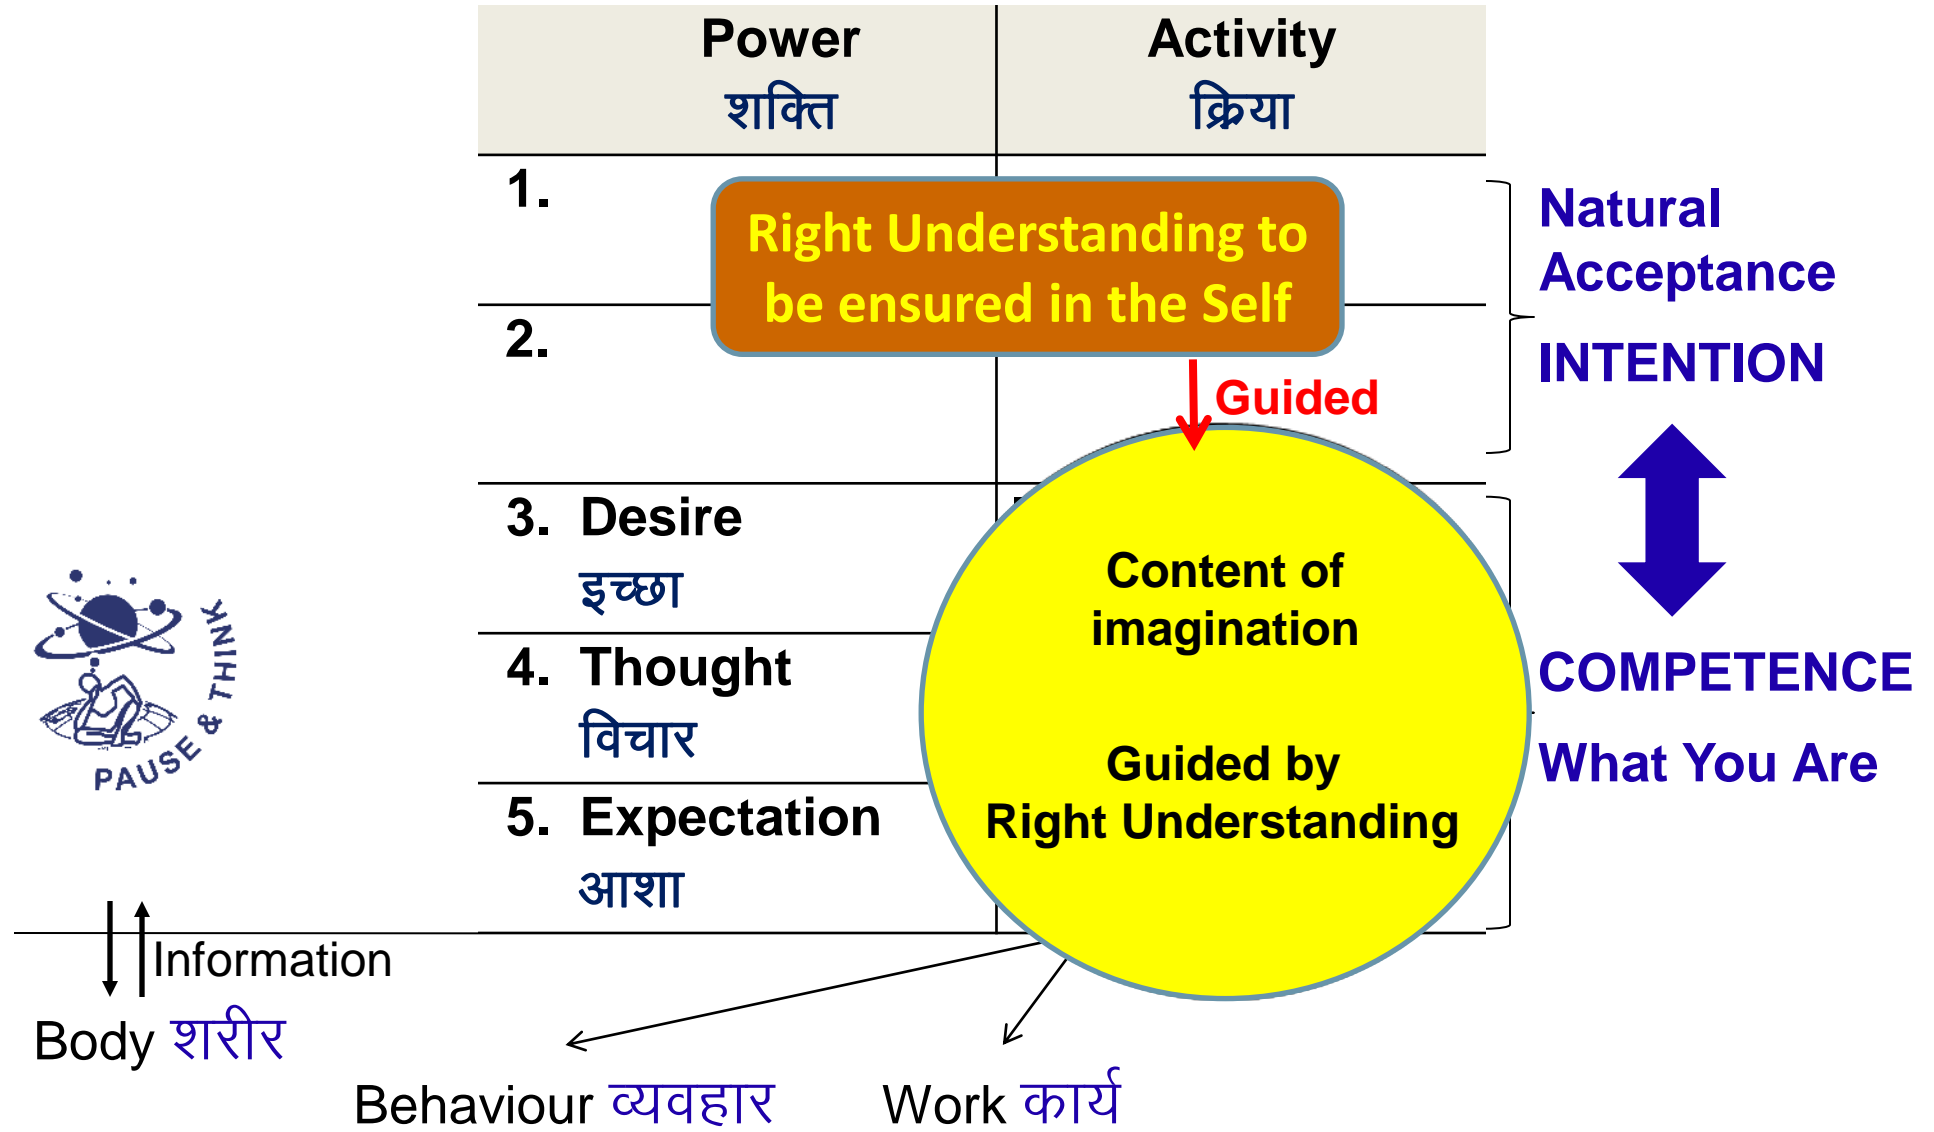 Power
शक्ति
Activity
क्रिया
1.
Right Understanding to
be ensured in the Self
2.
Guided
Natural
Acceptance
INTENTION
3. Desire
इच्छा
4. Thought
विचार
5. Expectation
आशा
Content of
imagination
Guided by
Right Understanding
COMPETENCE
What You Are
PAUSE & THINK
Information
Body शरीर
Behaviour व्यवहार
Work कार्य